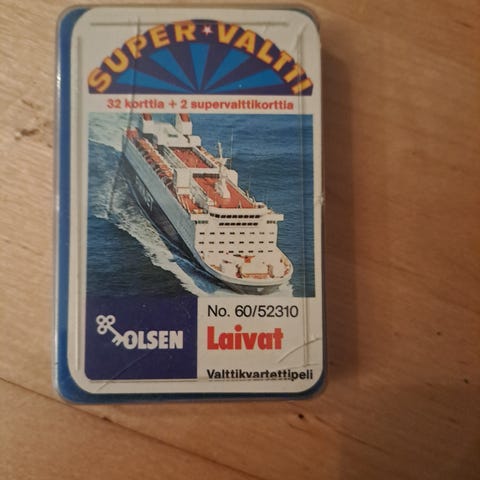 SUPER★VALTTI
32 korttia + 2 supervalttikorttia
No. 60/52310
OLSEN
Laivat
Valttikvartettipeli